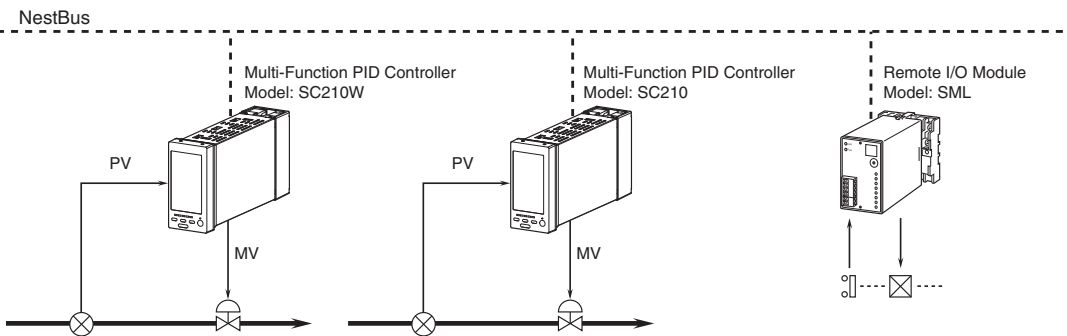 NestBus
Multi-Function PID Controller
Model: SC210W
Multi-Function PID Controller
Model: SC210
Remote I/O Module
Model: SML
PV
PV
MV
MV